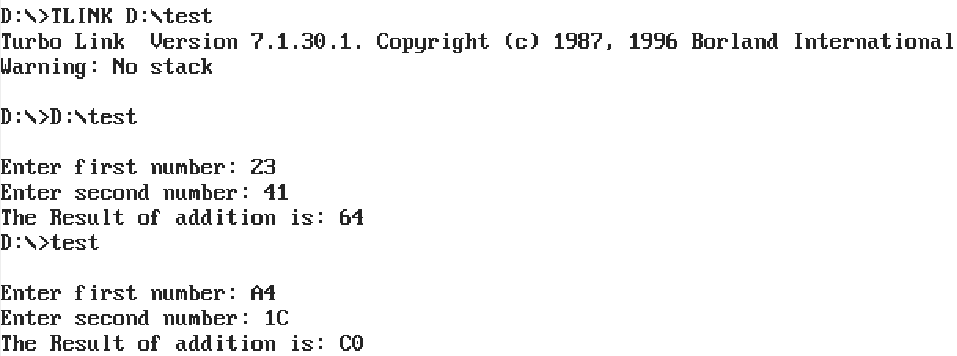 D:\>TLINK D:\test
Turbo Link  Version 7.1.30.1. Copyright (c) 1987, 1996 Borland International
Warning: No stack
D:\>D:\test
Enter first number: 23
Enter second number: 41
The Result of addition is: 64
D:\>test
Enter first number: A4
Enter second number: 1C
The Result of addition is: C0